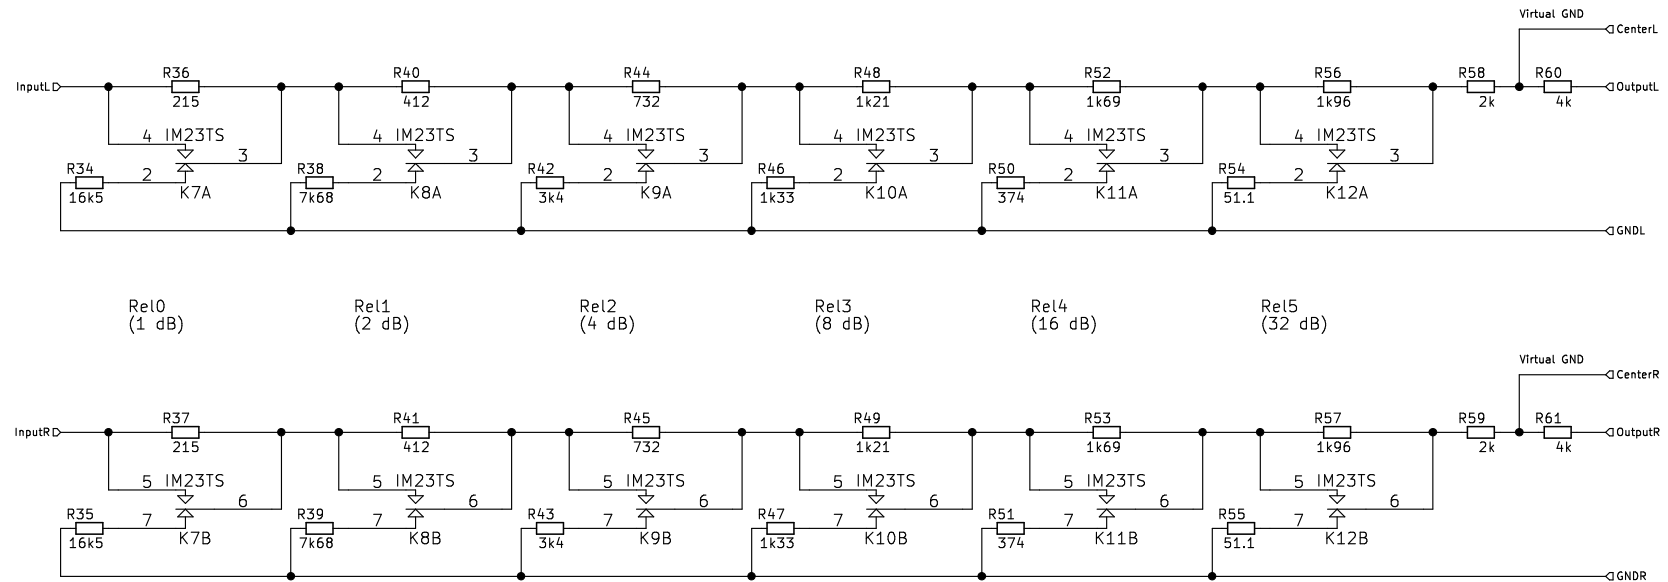 Virtual GND
CenterL
R36 R40 R44 R48 R52 R56 R58 R60
InputL OutputL
215 412 732 1k21 1k69 1k96 2k 4k
4 IM23TS 4 IM23TS 4 IM23TS 4 IM23TS 4 IM23TS 4 IM23TS
3 3 3 3 3 3
R34 2 R38 2 R42 2 R46 2 R50 2 R54 2
16k5 K7A 7k68 K8A 3k4 K9A 1k33 K10A 374 K11A 51.1 K12A
GNDL
Rel0 Rel1 Rel2 Rel3 Rel4 Rel5
(1 dB) (2 dB) (4 dB) (8 dB) (16 dB) (32 dB)
Virtual GND
CenterR
R37 R41 R45 R49 R53 R57 R59 R61
InputR OutputR
215 412 732 1k21 1k69 1k96 2k 4k
5 IM23TS 5 IM23TS 5 IM23TS 5 IM23TS 5 IM23TS 5 IM23TS
6 6 6 6 6 6
R35 7 R39 7 R43 7 R47 7 R51 7 R55 7
16k5 K7B 7k68 K8B 3k4 K9B 1k33 K10B 374 K11B 51.1 K12B
GNDR